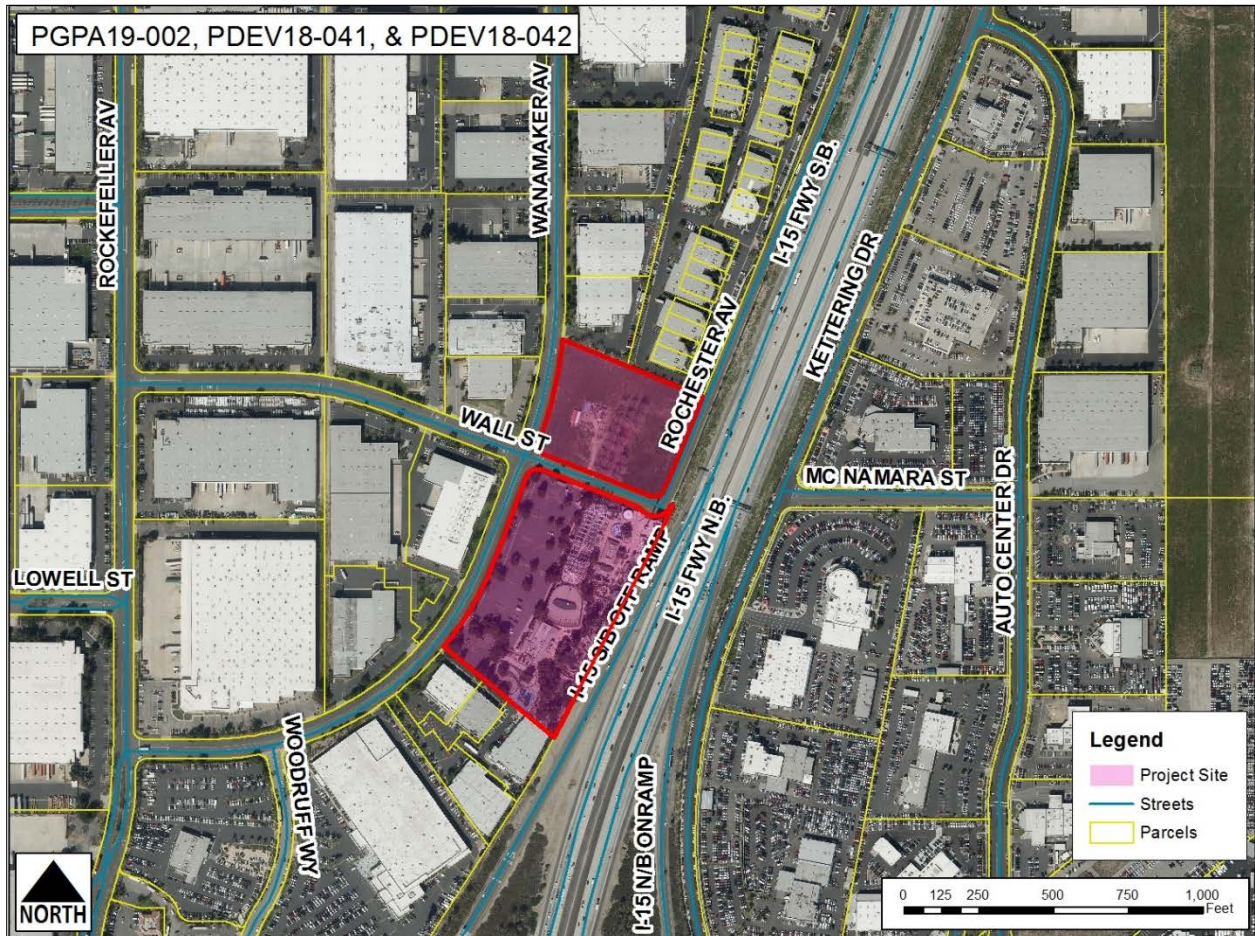 PGPA19-002, PDEV18-041, & PDEV18-042
ROCKEFELLER AV
WANAMAKER AV
I-15 FWY S.B.
KETTERING DR
ROCHESTER AV
WALL ST
MC NAMARA ST
AUTO CENTER DR
I-15 FWY N.B.
I-15 S/B OFF RAMP
LOWELL ST
WOODRUFF WY
I-15 N/B ONRAMP
Legend
Project Site
Streets
Parcels
NORTH
0 125 250 500 750 1,000
Feet